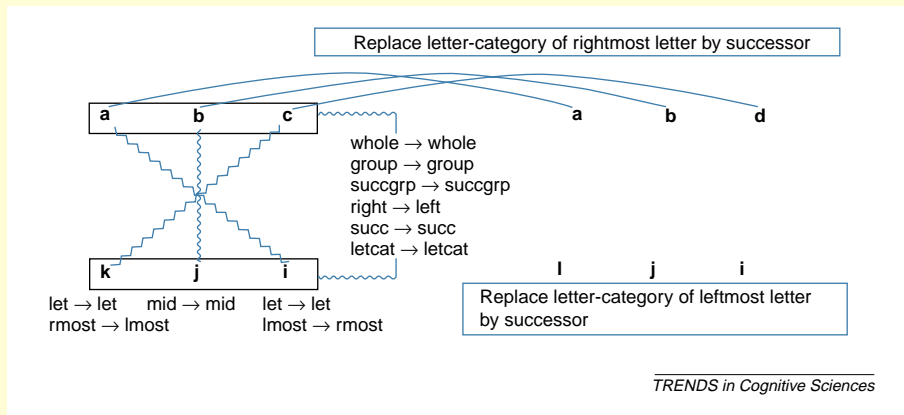 Replace letter-category of rightmost letter by successor
a b c a b d
whole → whole
group → group
succgrp → succgrp
right → left
succ → succ
letcat → letcat
k j i l j i
let → let mid → mid let → let
rmost → lmost lmost → rmost
Replace letter-category of leftmost letter
by successor
TRENDS in Cognitive Sciences